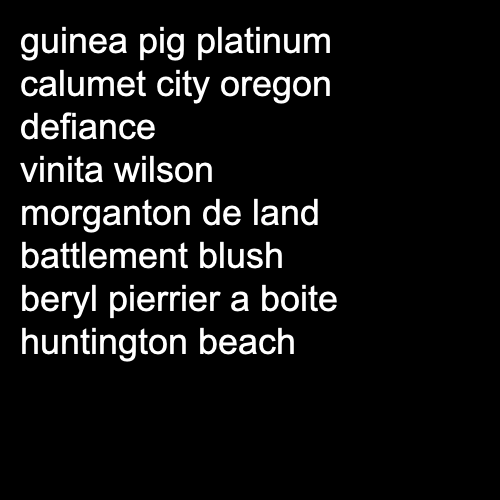 guinea pig platinum
calumet city oregon
defiance
vinita wilson
morganton de land
battlement blush
beryl pierrier a boite
huntington beach